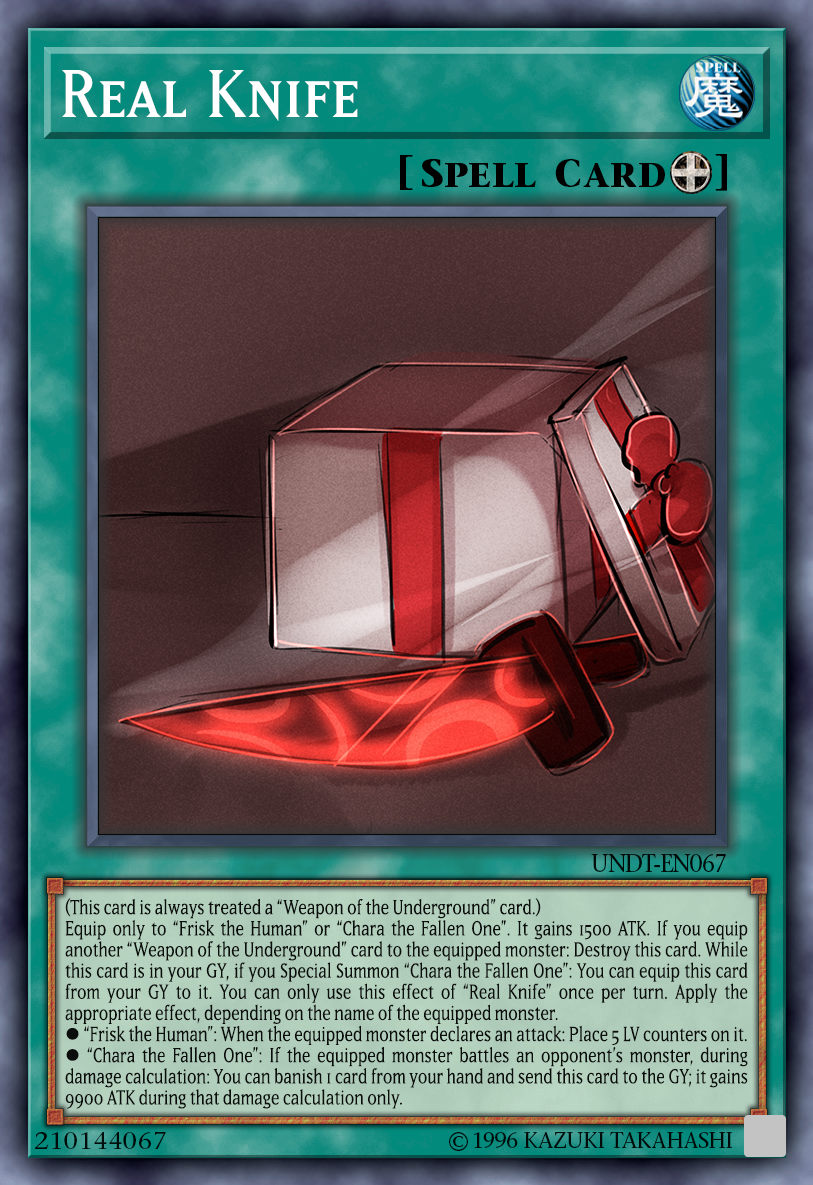 Real Knife
SPELL
魔
[Spell Card]
UNDT-EN067
(This card is always treated a “Weapon of the Underground” card.)
Equip only to “Frisk the Human” or “Chara the Fallen One”. It gains 1500 ATK. If you equip
another “Weapon of the Underground” card to the equipped monster: Destroy this card. While
this card is in your GY, if you Special Summon “Chara the Fallen One”: You can equip this card
from your GY to it. You can only use this effect of “Real Knife” once per turn. Apply the
appropriate effect, depending on the name of the equipped monster.
● “Frisk the Human”: When the equipped monster declares an attack: Place 5 LV counters on it.
● “Chara the Fallen One”: If the equipped monster battles an opponent’s monster, during
damage calculation: You can banish 1 card from your hand and send this card to the GY; it gains
9900 ATK during that damage calculation only.
210144067
© 1996 KAZUKI TAKAHASHI